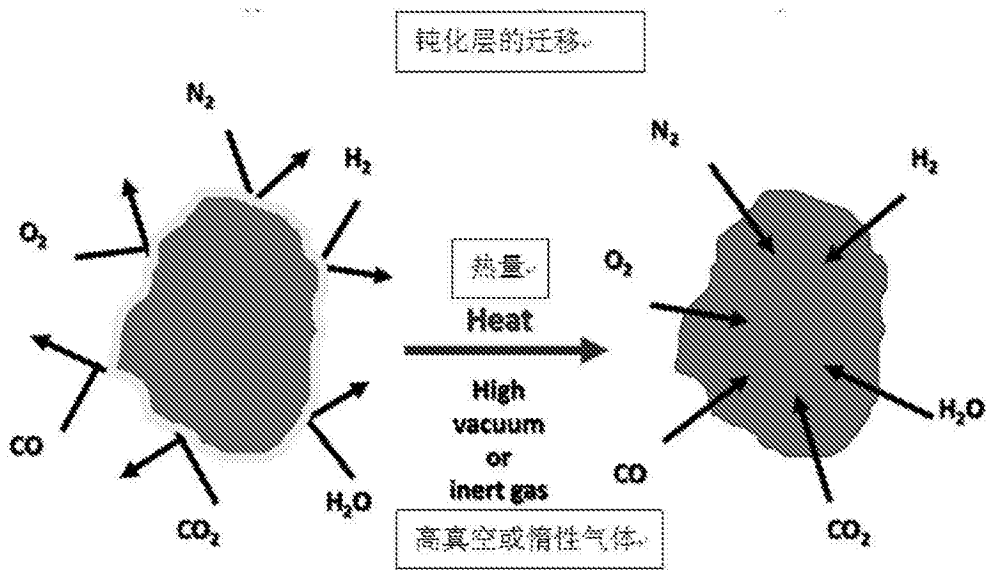 钝化层的迁移
N₂
H₂
O₂
CO
CO₂
H₂O
热量
Heat
High
vacuum
or
inert gas
高真空或惰性气体
N₂
H₂
O₂
H₂O
CO
CO₂